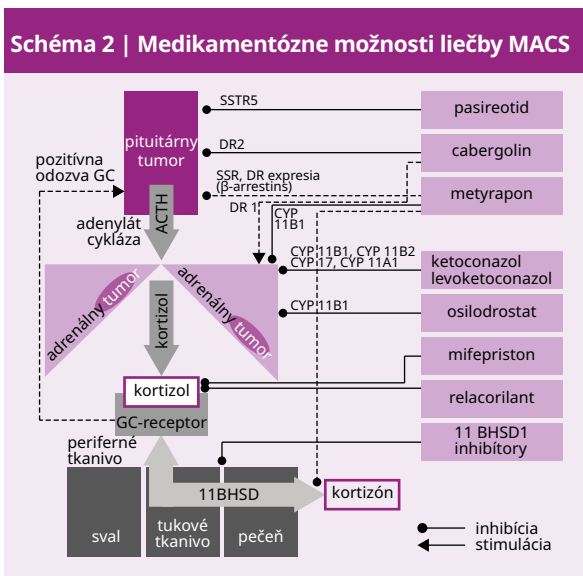 Schéma 2 | Medikamentózne možnosti liečby MACS
SSTR5
pasireotid
pituitárny
tumor
DR2
cabergolin
pozitívna
odozva GC
SSR, DR expresia
(β-arrestins)
metyrapon
ACTH
DR 1
CYP
11B1
adenylát
cykláza
CYP 11B1, CYP 11B2
CYP 17, CYP 11A1
ketoconazol
levoketoconazol
adrenálny tumor
kortizol
adrenálny tumor
CYP11B1
osilodrostat
mifepriston
kortizol
relacorilant
GC-receptor
periferné
tkanivo
11 BHSD1
inhibítory
11BHSD
kortizón
sval
tukové
tkanivo
pečeň
inhibícia
stimulácia